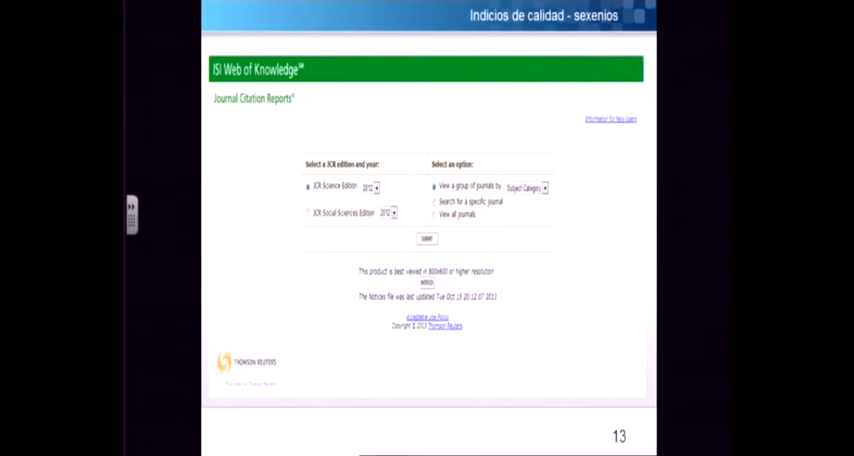 Indicios de calidad - sexenios
ISI Web of Knowledge℠
Journal Citation Reports®
Information for New Users
Select a JCR edition and year:
Select an option:
JCR Science Edition 2012
View a group of journals by Subject Category
Search for a specific journal
JCR Social Sciences Edition 2012
View all journals
SUBMIT
This product is best viewed in 800x600 or higher resolution
NOTICES
The Notices file was last updated Tue Oct 15 20:12:07 2013
Acceptable Use Policy
Copyright © 2013 Thomson Reuters
THOMSON REUTERS
13